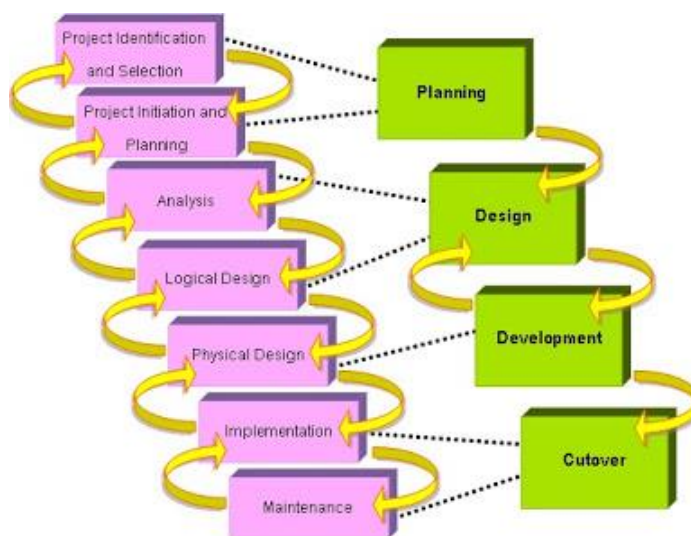 Project Identification
and Selection
Project Initiation and
Planning
Analysis
Logical Design
Physical Design
Implementation
Maintenance
Planning
Design
Development
Cutover